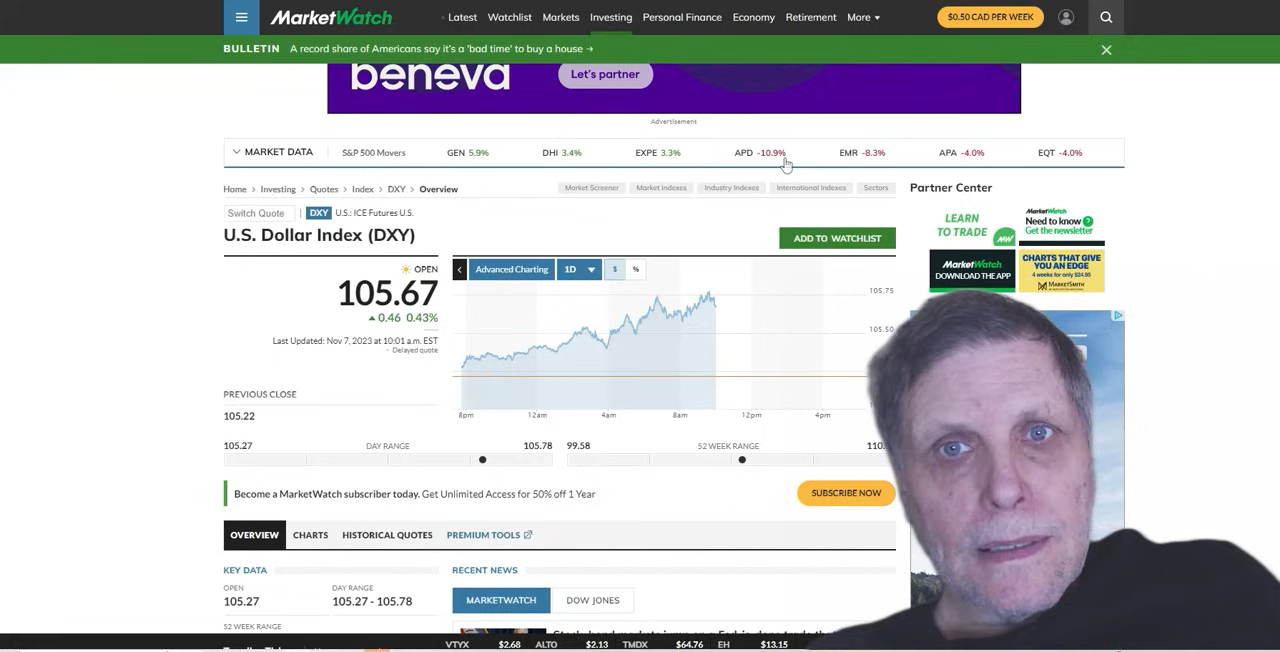 MarketWatch
Latest Watchlist Markets Investing Personal Finance Economy Retirement More
$0.50 CAD PER WEEK
BULLETIN A record share of Americans say it's a 'bad time' to buy a house →
beneva
Let's partner
Advertisement
MARKET DATA S&P 500 Movers GEN 5.9% DHI 3.4% EXPE 3.3% APD -10.9% EMR -8.3% APA -4.0% EQT -4.0%
Home > Investing > Quotes > Index > DXY > Overview
Market Screener Market Indexes Industry Indexes International Indexes Sectors
Partner Center
Switch Quote | DXY U.S.: ICE Futures U.S.
U.S. Dollar Index (DXY)
ADD TO WATCHLIST
LEARN TO TRADE MW
MarketWatch
Need to know ?
Get the newsletter
MarketWatch
DOWNLOAD THE APP
CHARTS THAT GIVE
YOU AN EDGE
4 weeks for only $24.95
MarketSmith
OPEN
105.67
0.46 0.43%
Last Updated: Nov 7, 2023 at 10:01 a.m. EST
- Delayed quote
PREVIOUS CLOSE
105.22
Advanced Charting 1D $ %
105.75
105.50
8pm 12am 4am 8am 12pm 4pm
105.27 DAY RANGE 105.78
99.58 52 WEEK RANGE 110.
Become a MarketWatch subscriber today. Get Unlimited Access for 50% off 1 Year
SUBSCRIBE NOW
OVERVIEW CHARTS HISTORICAL QUOTES PREMIUM TOOLS
KEY DATA
OPEN
105.27
DAY RANGE
105.27 - 105.78
52 WEEK RANGE
RECENT NEWS
MARKETWATCH DOW JONES
VTYX $2.68 ALTO $2.13 TMDX $64.76 EH $13.15